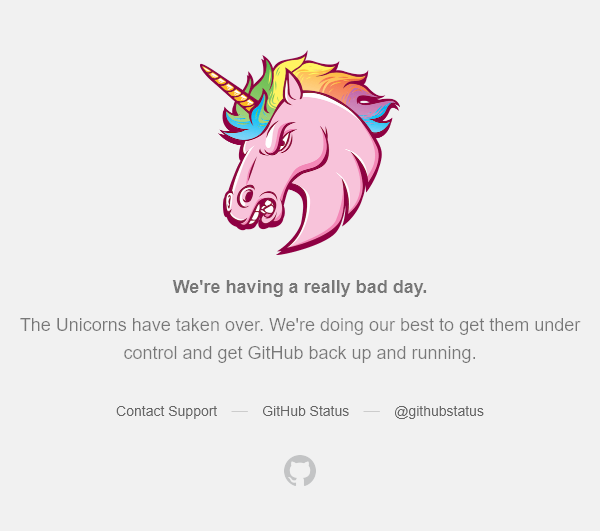 We're having a really bad day.
The Unicorns have taken over. We're doing our best to get them under
control and get GitHub back up and running.
Contact Support — GitHub Status — @githubstatus